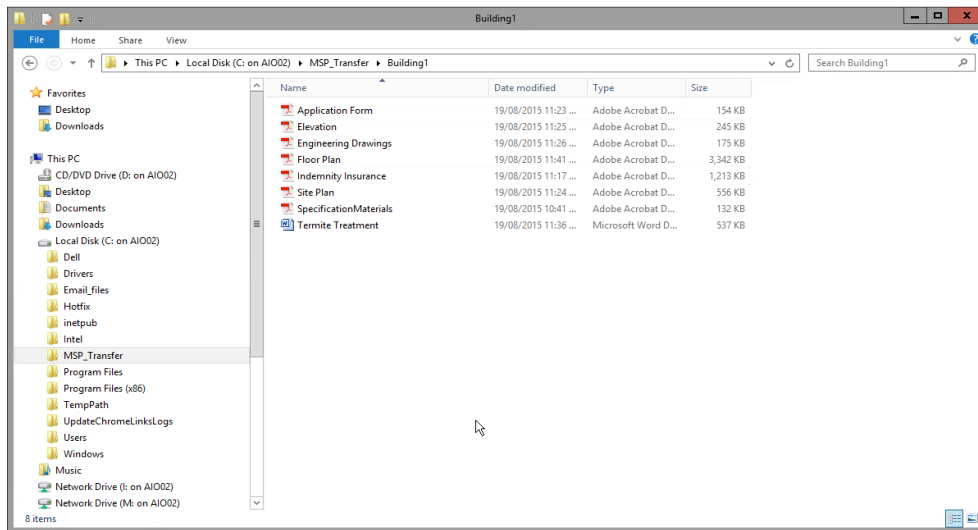 Building1
File Home Share View
This PC Local Disk (C: on AIO02) MSP_Transfer Building1 Search Building1
Name Date modified Type Size
Favorites
Desktop
Downloads
This PC
CD/DVD Drive (D: on AIO02)
Desktop
Documents
Downloads
Local Disk (C: on AIO02)
Dell
Drivers
Email_files
Hotfix
inetpub
Intel
MSP_Transfer
Program Files
Program Files (x86)
TempPath
UpdateChromeLinksLogs
Users
Windows
Music
Network Drive (I: on AIO02)
Network Drive (M: on AIO02)
Application Form 19/08/2015 11:23 ... Adobe Acrobat D... 154 KB
Elevation 19/08/2015 11:25 ... Adobe Acrobat D... 245 KB
Engineering Drawings 19/08/2015 11:26 ... Adobe Acrobat D... 175 KB
Floor Plan 19/08/2015 11:41 ... Adobe Acrobat D... 3,342 KB
Indemnity Insurance 19/08/2015 11:17 ... Adobe Acrobat D... 1,213 KB
Site Plan 19/08/2015 11:24 ... Adobe Acrobat D... 556 KB
SpecificationMaterials 19/08/2015 10:41 ... Adobe Acrobat D... 132 KB
Termite Treatment 19/08/2015 11:36 ... Microsoft Word D... 537 KB
8 items